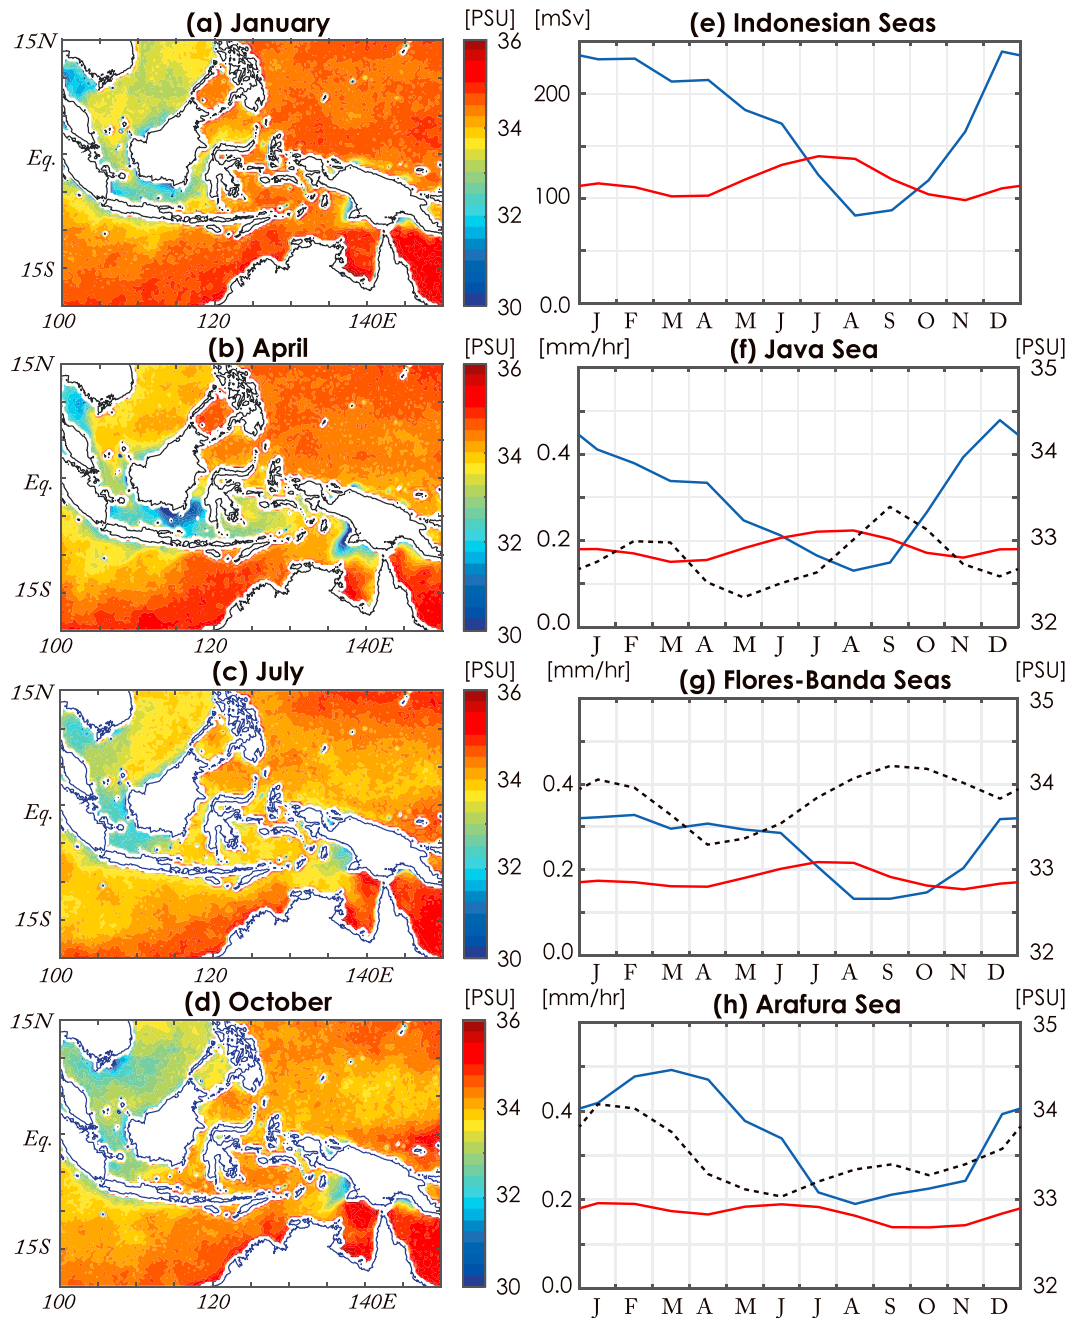 (a) January
[PSU]
15N
Eq.
15S
100
120
140E
36
34
32
30
(b) April
[PSU]
15N
Eq.
15S
100
120
140E
36
34
32
30
(c) July
[PSU]
15N
Eq.
15S
100
120
140E
36
34
32
30
(d) October
[PSU]
15N
Eq.
15S
100
120
140E
36
34
32
30
[mSv]
(e) Indonesian Seas
200
100
0.0
J F M A M J J A S O N D
[mm/hr]
(f) Java Sea
[PSU]
0.4
0.2
0.0
35
34
33
32
J F M A M J J A S O N D
[mm/hr]
(g) Flores-Banda Seas
[PSU]
0.4
0.2
0.0
35
34
33
32
J F M A M J J A S O N D
[mm/hr]
(h) Arafura Sea
[PSU]
0.4
0.2
0.0
35
34
33
32
J F M A M J J A S O N D